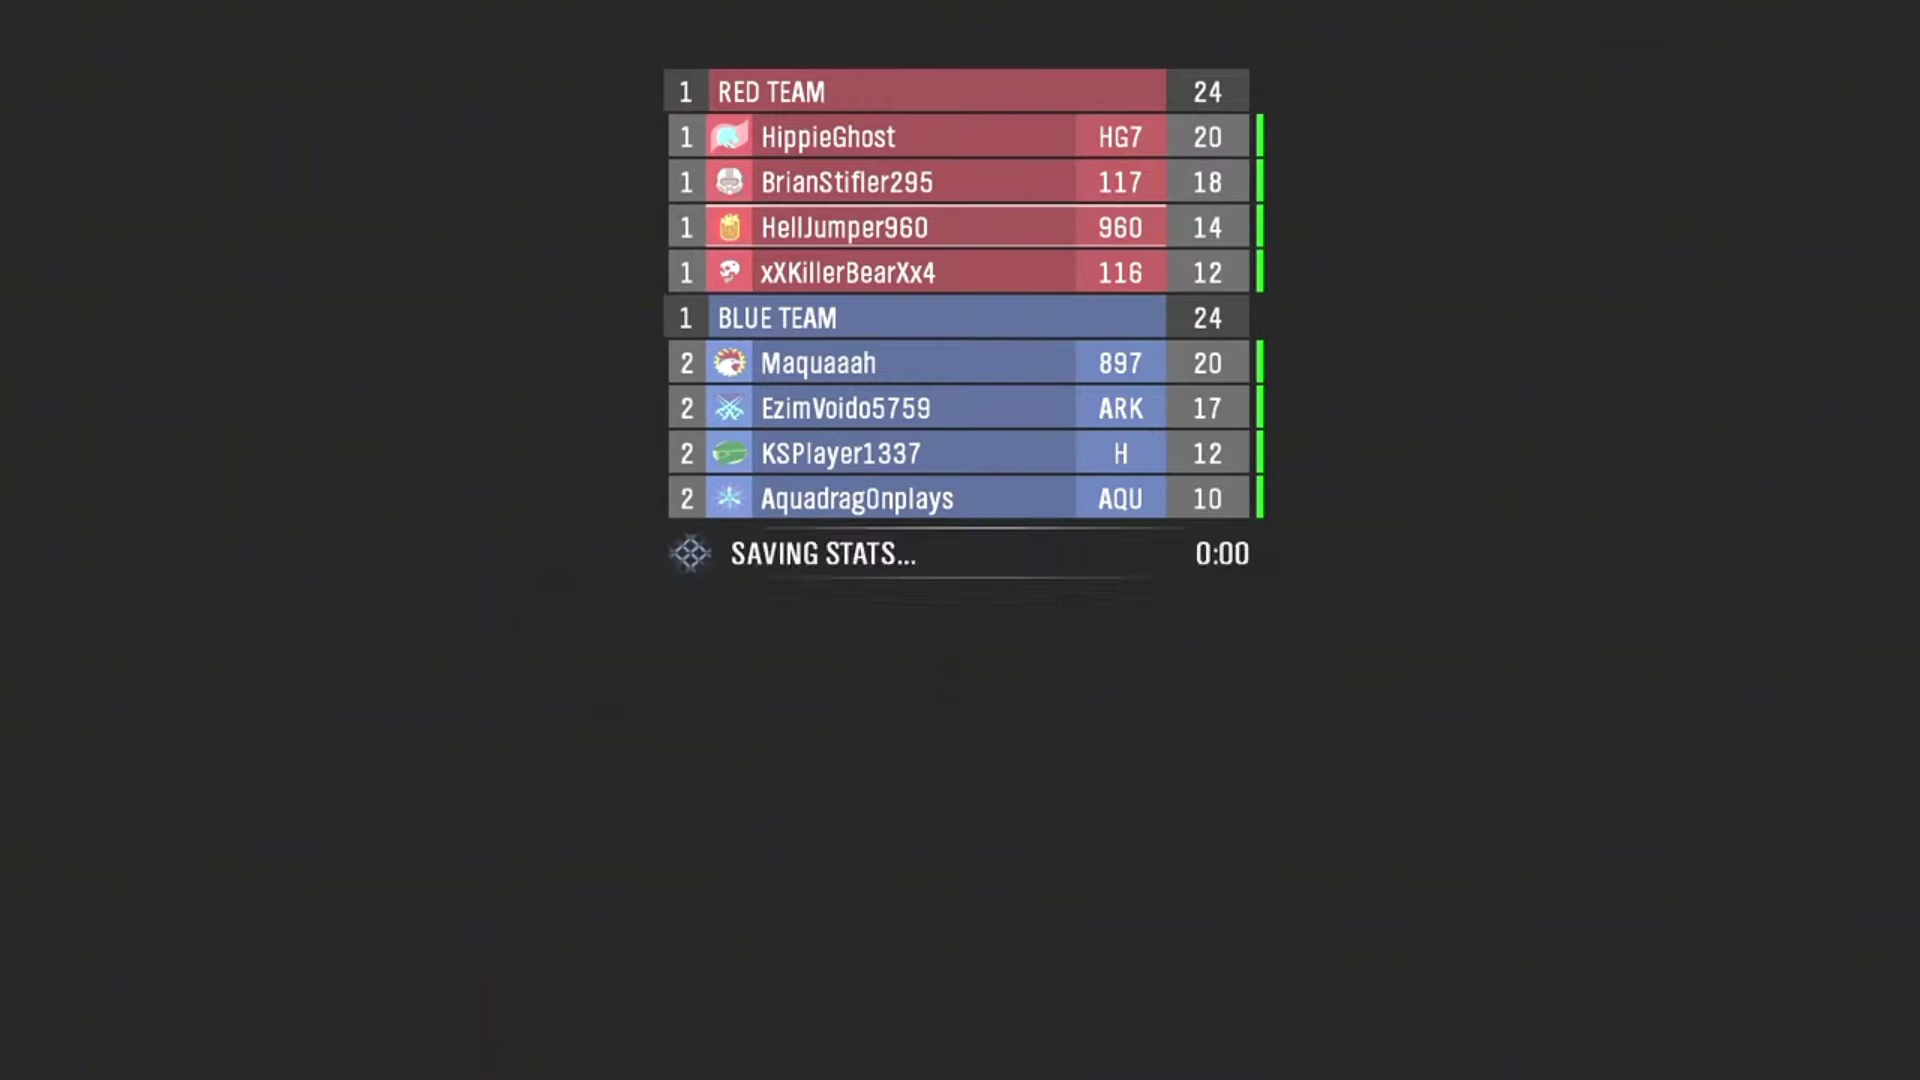 1 RED TEAM 24
1 HippieGhost HG7 20
1 BrianStifler295 117 18
1 HellJumper960 960 14
1 xXKillerBearXx4 116 12
1 BLUE TEAM 24
2 Maquaaah 897 20
2 EzimVoido5759 ARK 17
2 KSPlayer1337 H 12
2 Aquadrag0nplays AQU 10
SAVING STATS... 0:00